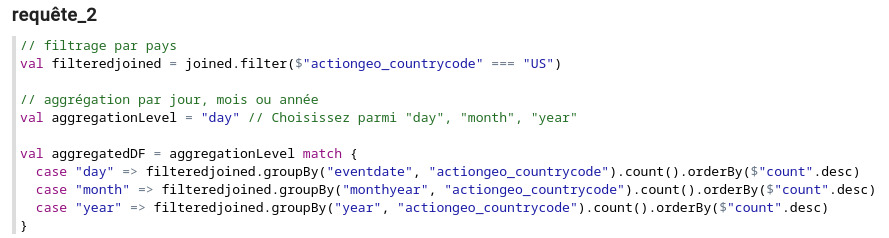 requête_2
// filtrage par pays
val filteredjoined = joined.filter($"actiongeo_countrycode" === "US")
// aggrégation par jour, mois ou année
val aggregationLevel = "day" // Choisissez parmi "day", "month", "year"
val aggregatedDF = aggregationLevel match {
  case "day" => filteredjoined.groupBy("eventdate", "actiongeo_countrycode").count().orderBy($"count".desc)
  case "month" => filteredjoined.groupBy("monthyear", "actiongeo_countrycode").count().orderBy($"count".desc)
  case "year" => filteredjoined.groupBy("year", "actiongeo_countrycode").count().orderBy($"count".desc)
}